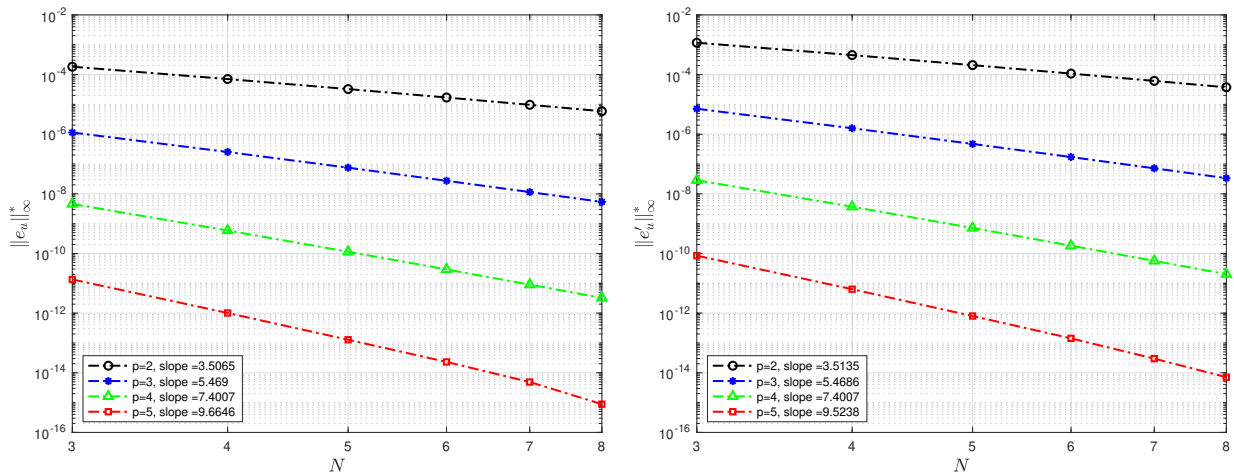 10^-2
10^-4
10^-6
10^-8
10^-10
10^-12
10^-14
10^-16
‖e_u‖*_∞
3 4 5 6 7 8
N
p=2, slope =3.5065
p=3, slope =5.469
p=4, slope =7.4007
p=5, slope =9.6646
10^-2
10^-4
10^-6
10^-8
10^-10
10^-12
10^-14
10^-16
‖e'_u‖*_∞
3 4 5 6 7 8
N
p=2, slope =3.5135
p=3, slope =5.4686
p=4, slope =7.4007
p=5, slope =9.5238